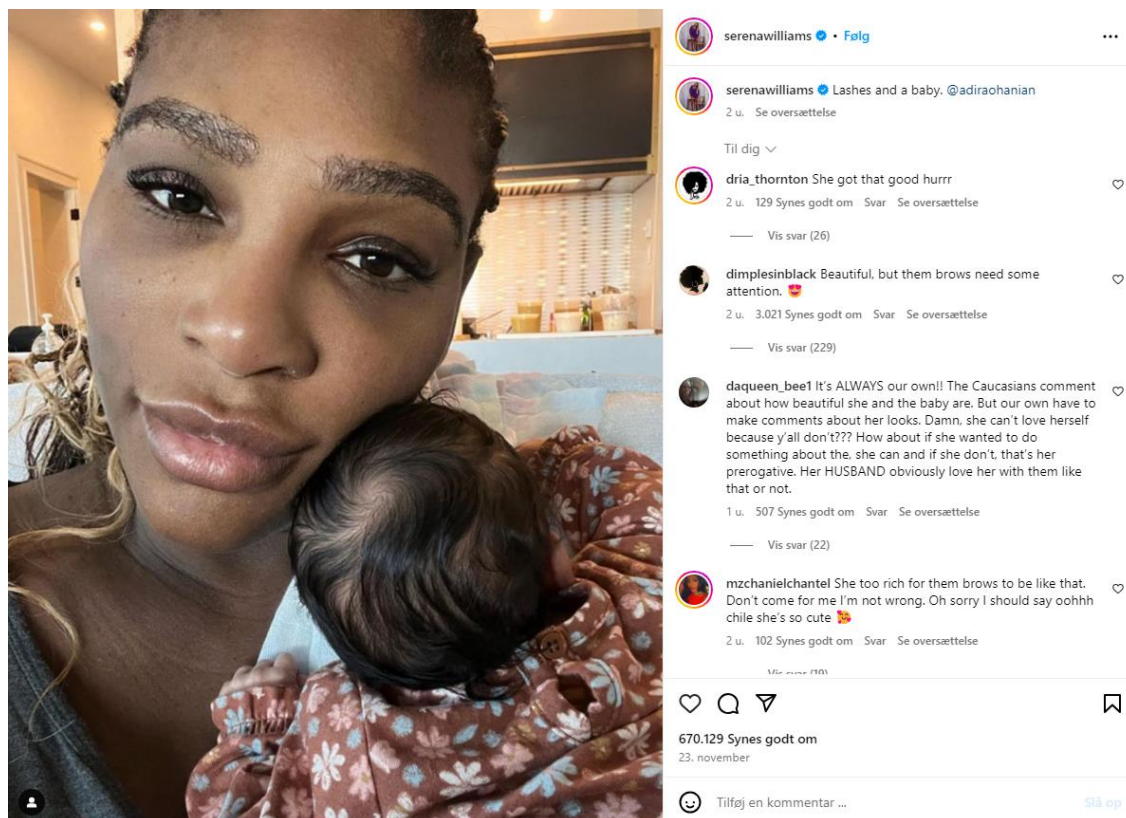 serenawilliams • Følg
serenawilliams Lashes and a baby. @adiraohanian
2 u. Se oversættelse
Til dig
dria_thornton She got that good hurrr
2 u. 129 Synes godt om Svar Se oversættelse
Vis svar (26)
dimplesinblack Beautiful, but them brows need some
attention. 😍
2 u. 3.021 Synes godt om Svar Se oversættelse
Vis svar (229)
daqueen_bee1 It's ALWAYS our own!! The Caucasians comment
about how beautiful she and the baby are. But our own have to
make comments about her looks. Damn, she can't love herself
because y'all don't??? How about if she wanted to do
something about the, she can and if she don't, that's her
prerogative. Her HUSBAND obviously love her with them like
that or not.
1 u. 507 Synes godt om Svar Se oversættelse
Vis svar (22)
mzchanielchantel She too rich for them brows to be like that.
Don't come for me I'm not wrong. Oh sorry I should say oohhh
chile she's so cute 🥰
2 u. 102 Synes godt om Svar Se oversættelse
Vis svar (19)
670.129 Synes godt om
23. november
Tilføj en kommentar ...
Slå op